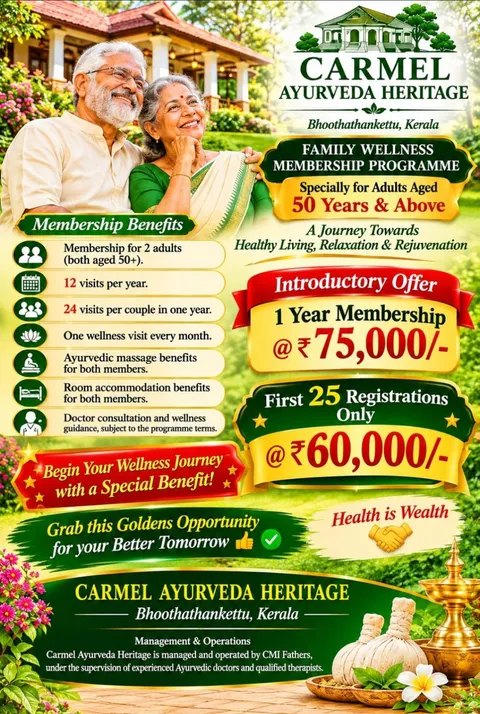 CARMEL
AYURVEDA HERITAGE
Bhoothathankettu, Kerala
FAMILY WELLNESS
MEMBERSHIP PROGRAMME
Specially for Adults Aged
50 Years & Above
A Journey Towards
Healthy Living, Relaxation & Rejuvenation
Membership Benefits
Membership for 2 adults
(both aged 50+).
12 visits per year.
24 visits per couple in one year.
One wellness visit every month.
Ayurvedic massage benefits
for both members.
Room accommodation benefits
for both members.
Doctor consultation and wellness
guidance, subject to the programme terms.
Introductory Offer
1 Year Membership
@ ₹75,000/-
First 25 Registrations
Only
@ ₹60,000/-
Begin Your Wellness Journey
with a Special Benefit!
Grab this Goldens Opportunity
for your Better Tomorrow 👍 ✅
Health is Wealth
CARMEL AYURVEDA HERITAGE
Bhoothathankettu, Kerala
Management & Operations
Carmel Ayurveda Heritage is managed and operated by CMI Fathers,
under the supervision of experienced Ayurvedic doctors and qualified therapists.